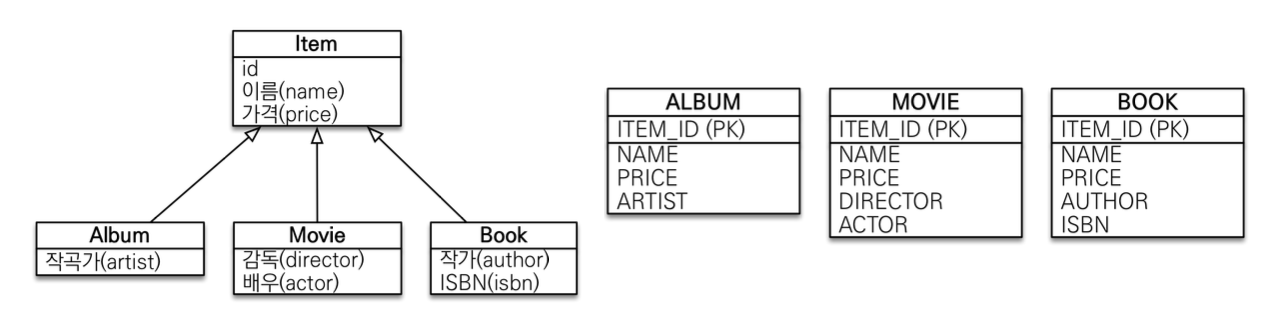 Item
id
이름(name)
가격(price)
Album
작곡가(artist)
Movie
감독(director)
배우(actor)
Book
작가(author)
ISBN(isbn)
ALBUM
ITEM_ID (PK)
NAME
PRICE
ARTIST
MOVIE
ITEM_ID (PK)
NAME
PRICE
DIRECTOR
ACTOR
BOOK
ITEM_ID (PK)
NAME
PRICE
AUTHOR
ISBN